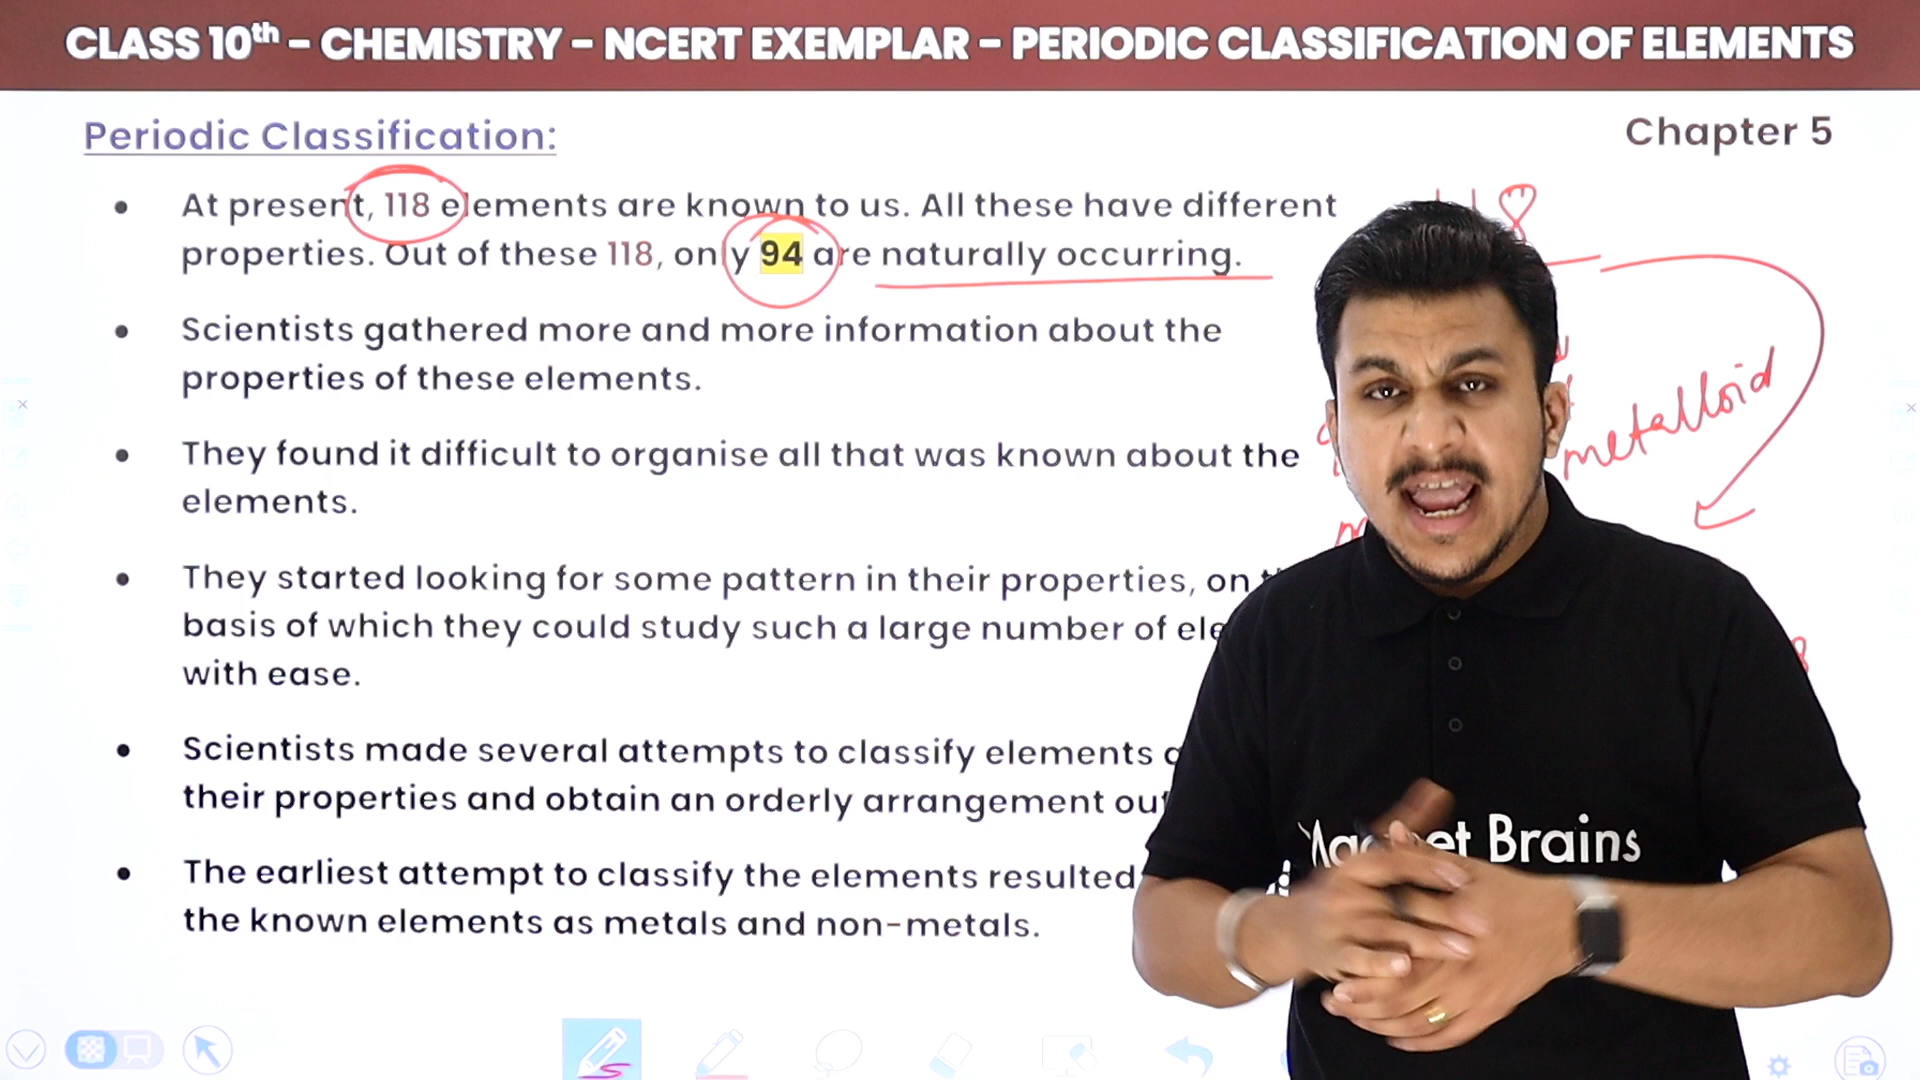 CLASS 10th - CHEMISTRY - NCERT EXEMPLAR - PERIODIC CLASSIFICATION OF ELEMENTS
Periodic Classification:
Chapter 5
• At present, 118 elements are known to us. All these have different
properties. Out of these 118, only 94 are naturally occurring.
• Scientists gathered more and more information about the
properties of these elements.
• They found it difficult to organise all that was known about the
elements.
• They started looking for some pattern in their properties, on
basis of which they could study such a large number of ele
with ease.
• Scientists made several attempts to classify elements
their properties and obtain an orderly arrangement ou
• The earliest attempt to classify the elements resulted
the known elements as metals and non-metals.
118
metalloid
8
et Brains